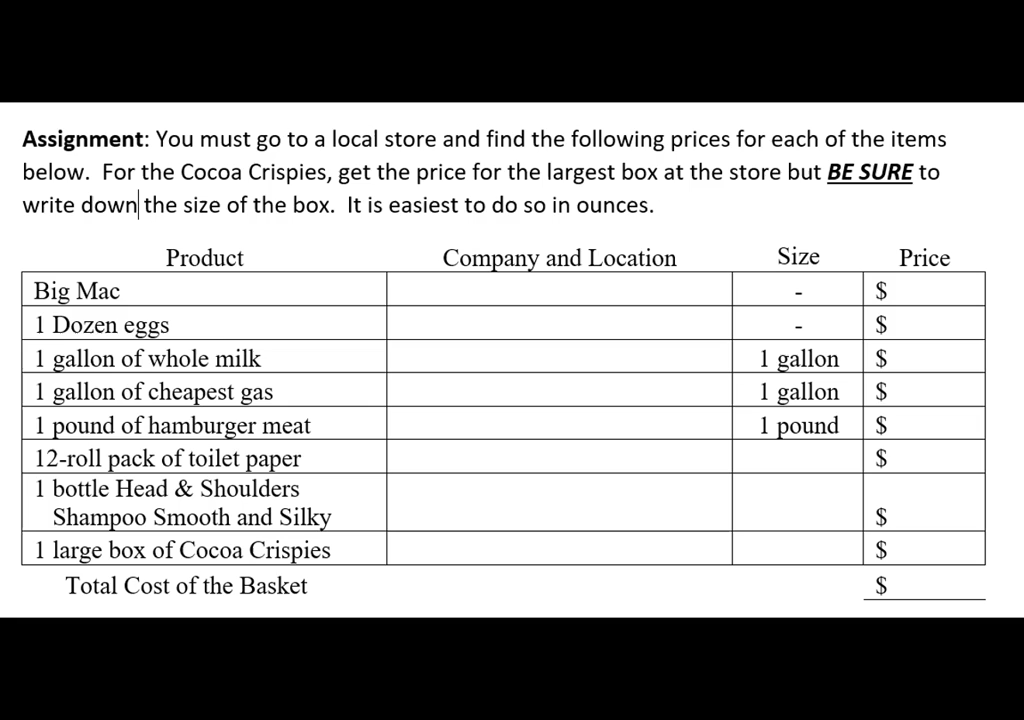 Assignment: You must go to a local store and find the following prices for each of the items
below. For the Cocoa Crispies, get the price for the largest box at the store but BE SURE to
write down the size of the box. It is easiest to do so in ounces.
Product Company and Location Size Price
Big Mac - $
1 Dozen eggs - $
1 gallon of whole milk 1 gallon $
1 gallon of cheapest gas 1 gallon $
1 pound of hamburger meat 1 pound $
12-roll pack of toilet paper $
1 bottle Head & Shoulders
Shampoo Smooth and Silky $
1 large box of Cocoa Crispies $
Total Cost of the Basket $